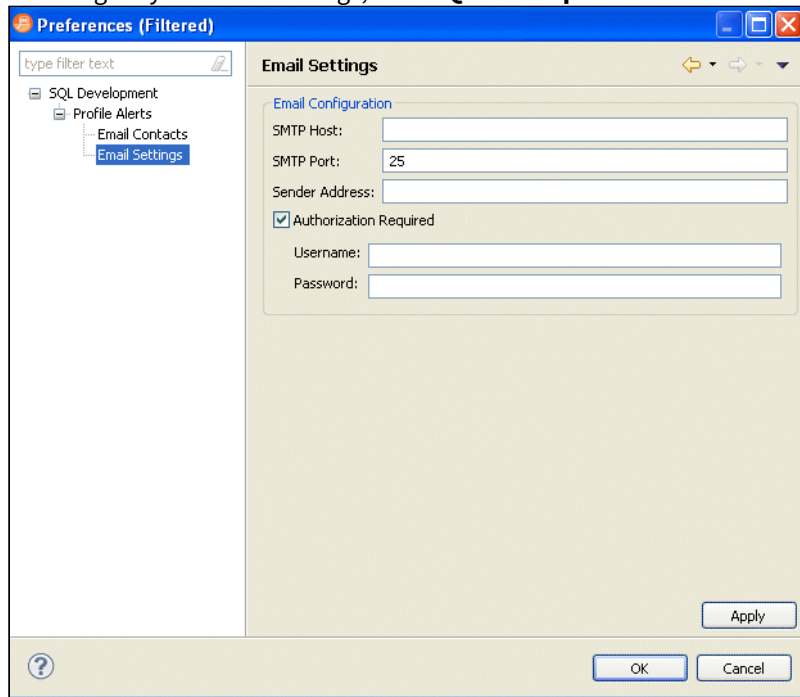 Preferences (Filtered)
type filter text
SQL Development
Profile Alerts
Email Contacts
Email Settings
Email Settings
Email Configuration
SMTP Host:
SMTP Port: 25
Sender Address:
Authorization Required
Username:
Password:
Apply
?
OK Cancel